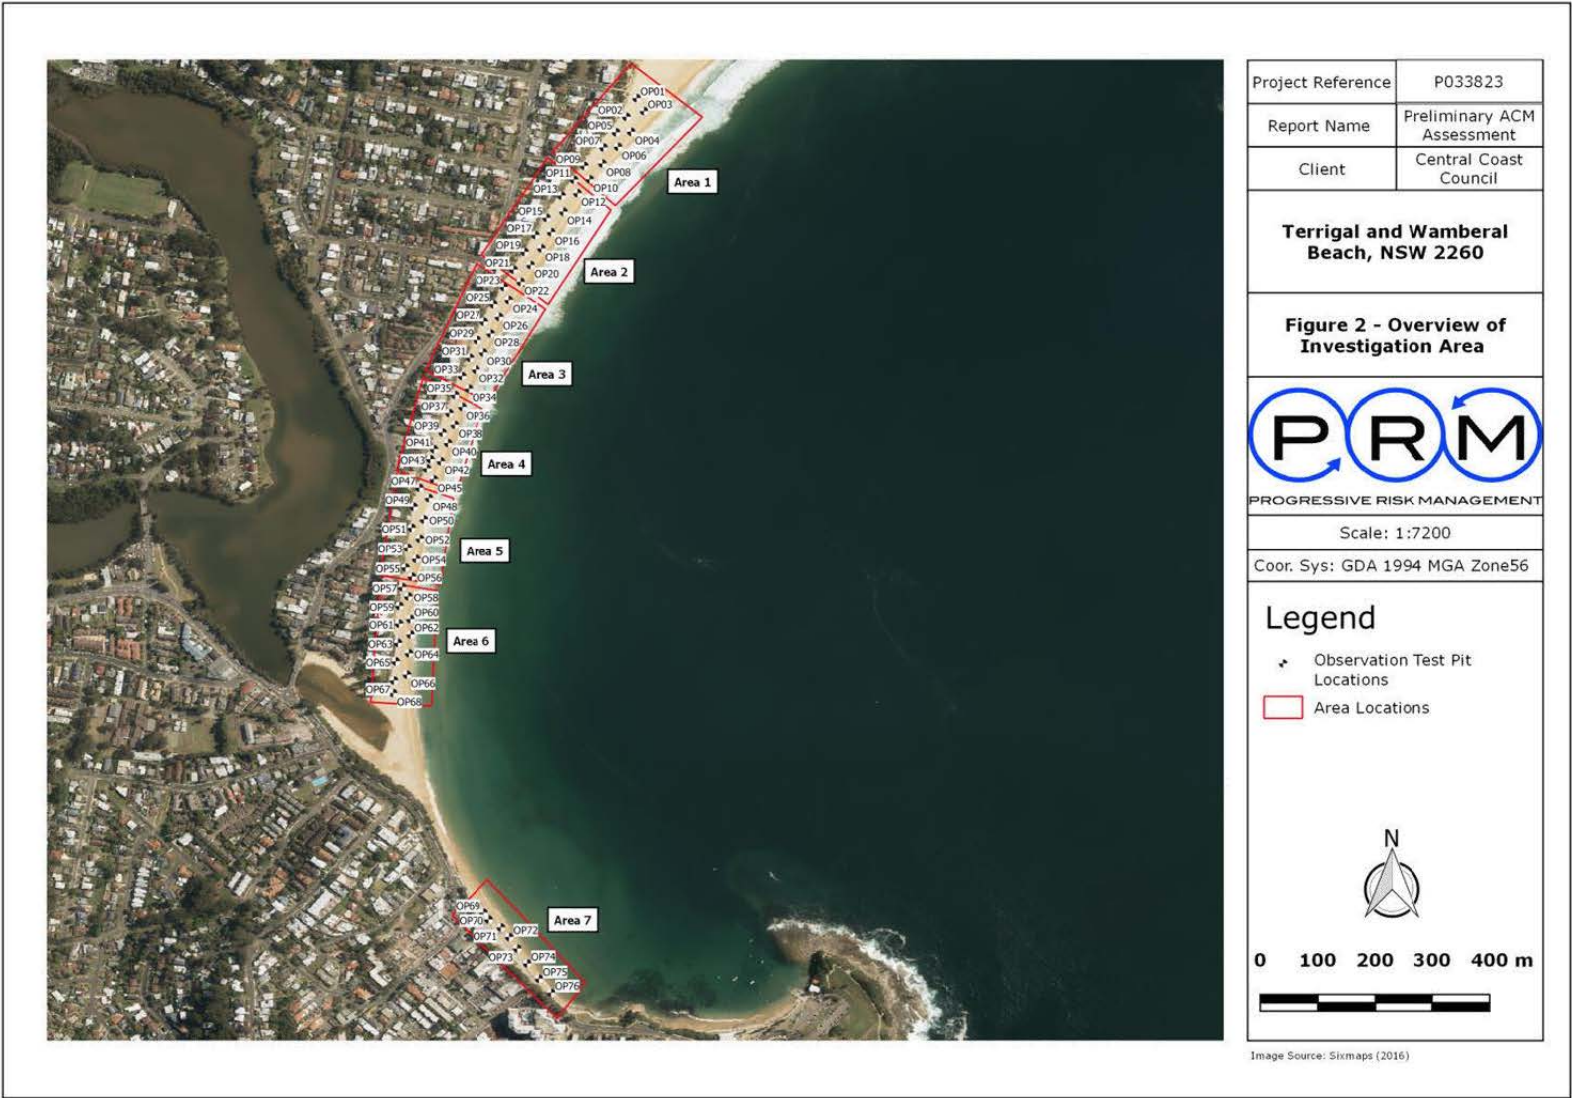 OP01
OP03
OP02
OP05
OP07
OP04
OP06
OP09
OP08
OP11
OP10
OP13
OP12
Area 1
OP15
OP14
OP17
OP16
OP19
OP18
OP21
OP20
Area 2
OP23
OP22
OP25
OP24
OP27
OP26
OP29
OP28
OP31
OP30
OP33
OP32
Area 3
OP35
OP34
OP37
OP36
OP39
OP38
OP41
OP40
OP43
OP42
Area 4
OP47
OP45
OP49
OP48
OP51
OP50
OP53
OP52
Area 5
OP55
OP54
OP57
OP56
OP59
OP58
OP61
OP60
OP63
OP62
Area 6
OP65
OP64
OP67
OP66
OP68
OP69
OP70
OP71
OP72
Area 7
OP73
OP74
OP75
OP76
Project Reference P033823
Report Name Preliminary ACM
Assessment
Client Central Coast
Council
Terrigal and Wamberal
Beach, NSW 2260
Figure 2 - Overview of
Investigation Area
PRM
PROGRESSIVE RISK MANAGEMENT
Scale: 1:7200
Coor. Sys: GDA 1994 MGA Zone56
Legend
Observation Test Pit
Locations
Area Locations
N
0 100 200 300 400 m
Image Source: Sixmaps (2016)